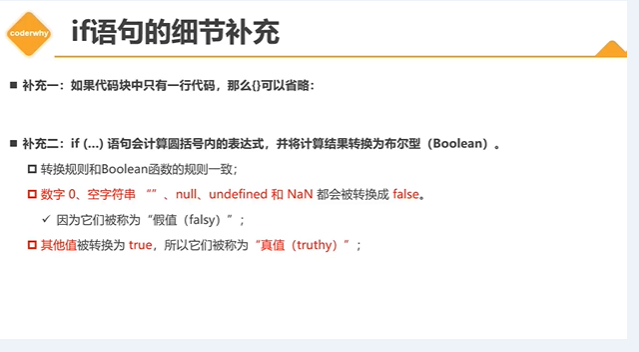 coderwhy
if语句的细节补充
■ 补充一：如果代码块中只有一行代码，那么{}可以省略：
■ 补充二：if (…) 语句会计算圆括号内的表达式，并将计算结果转换为布尔型（Boolean）。
转换规则和Boolean函数的规则一致；
数字 0、空字符串 “”、null、undefined 和 NaN 都会被转换成 false。
✓ 因为它们被称为“假值（falsy）”；
其他值被转换为 true，所以它们被称为“真值（truthy）”；